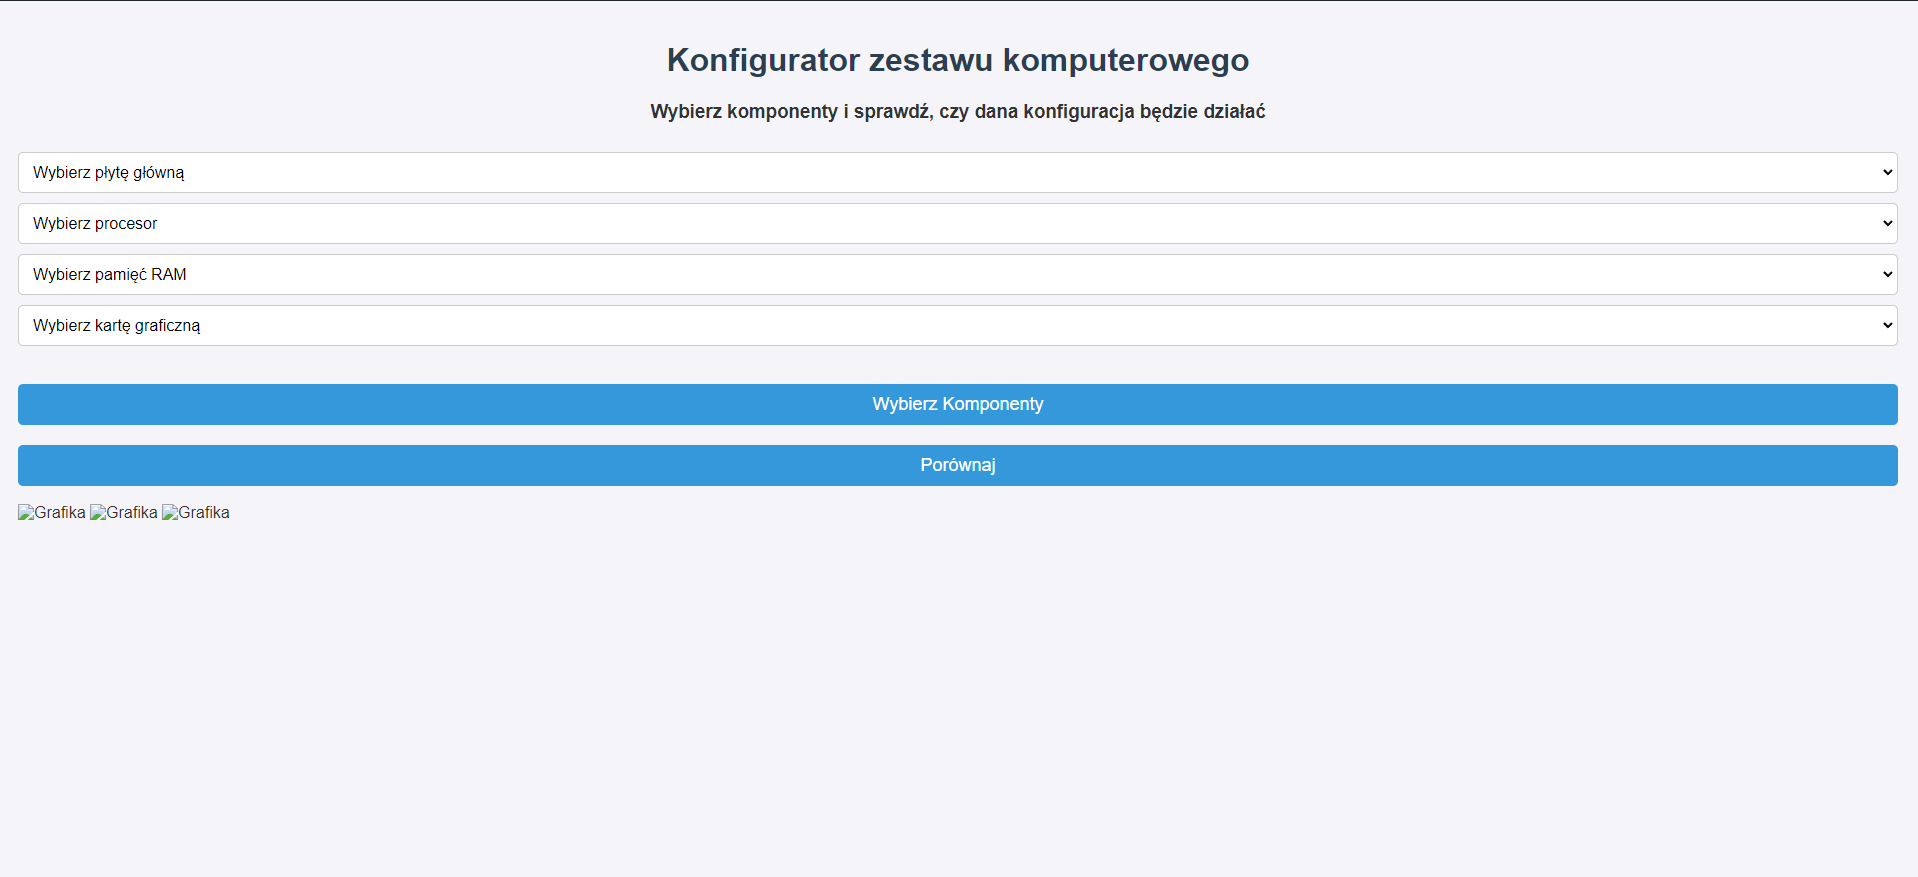 Konfigurator zestawu komputerowego
Wybierz komponenty i sprawdź, czy dana konfiguracja będzie działać
Wybierz płytę główną
Wybierz procesor
Wybierz pamięć RAM
Wybierz kartę graficzną
Wybierz Komponenty
Porównaj
Grafika Grafika Grafika